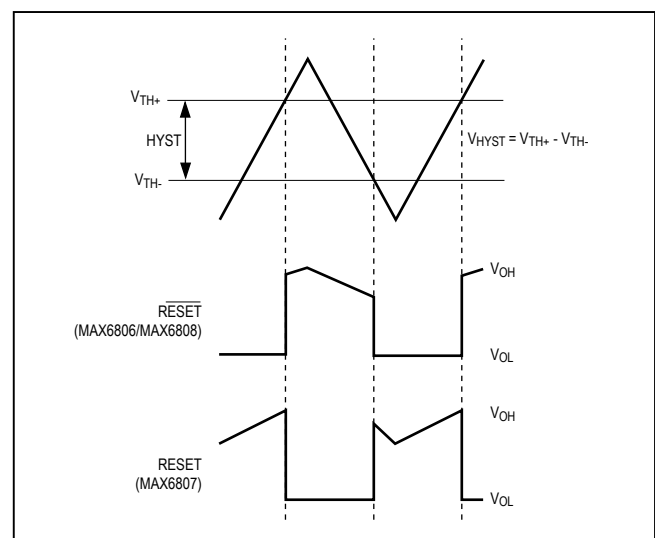 VTH+
HYST
VHYST = VTH+ - VTH-
VTH-
VOH
RESET
(MAX6806/MAX6808)
VOL
VOH
RESET
(MAX6807)
VOL